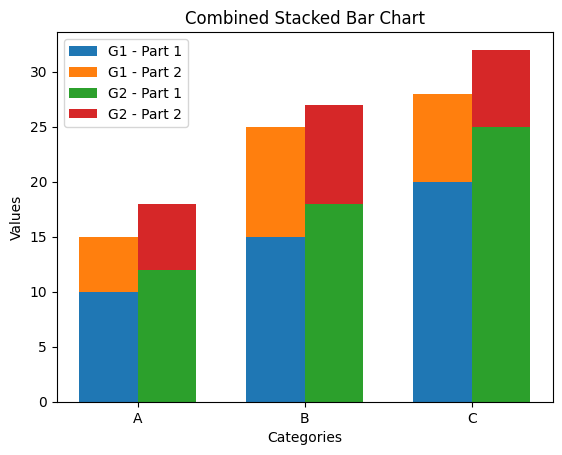 Combined Stacked Bar Chart
G1 - Part 1
G1 - Part 2
G2 - Part 1
G2 - Part 2
Values
30
25
20
15
10
5
0
A B C
Categories